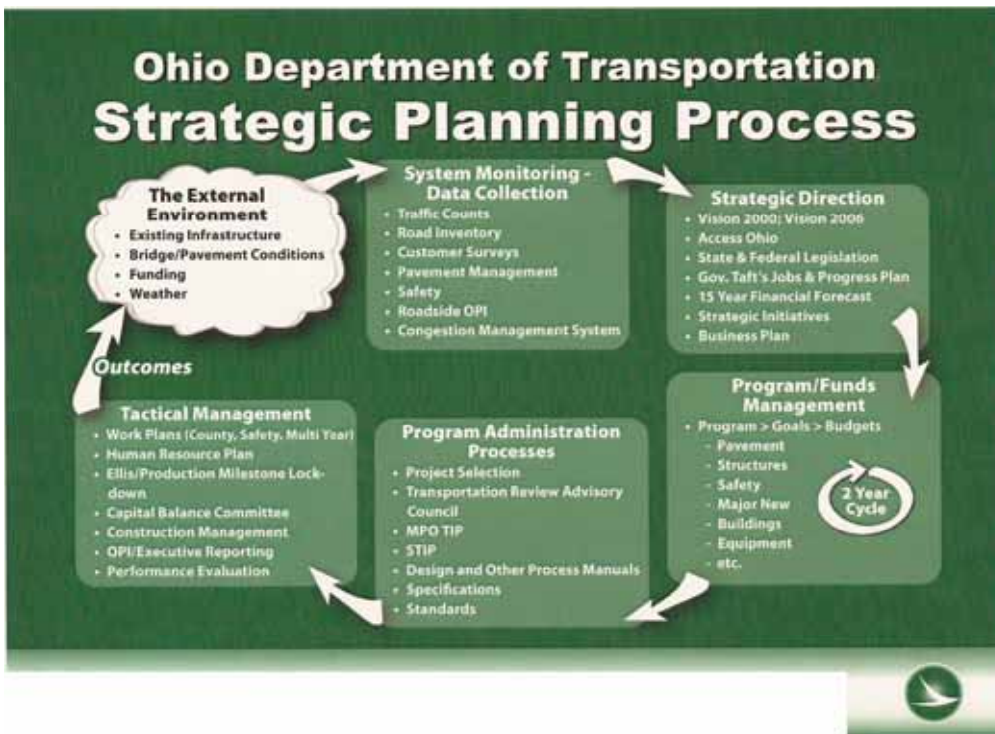 Ohio Department of Transportation
Strategic Planning Process
The External
Environment
• Existing Infrastructure
• Bridge/Pavement Conditions
• Funding
• Weather
System Monitoring -
Data Collection
• Traffic Counts
• Road Inventory
• Customer Surveys
• Pavement Management
• Safety
• Roadside OPI
• Congestion Management System
Strategic Direction
• Vision 2000; Vision 2006
• Access Ohio
• State & Federal Legislation
• Gov. Taft's Jobs & Progress Plan
• 15 Year Financial Forecast
• Strategic Initiatives
• Business Plan
Program/Funds
Management
• Program > Goals > Budgets
- Pavement
- Structures
- Safety
- Major New
- Buildings
- Equipment
- etc.
2 Year
Cycle
Program Administration
Processes
• Project Selection
• Transportation Review Advisory
Council
• MPO TIP
• STIP
• Design and Other Process Manuals
• Specifications
• Standards
Tactical Management
• Work Plans (County, Safety, Multi Year)
• Human Resource Plan
• Ellis/Production Milestone Lock-
down
• Capital Balance Committee
• Construction Management
• OPI/Executive Reporting
• Performance Evaluation
Outcomes